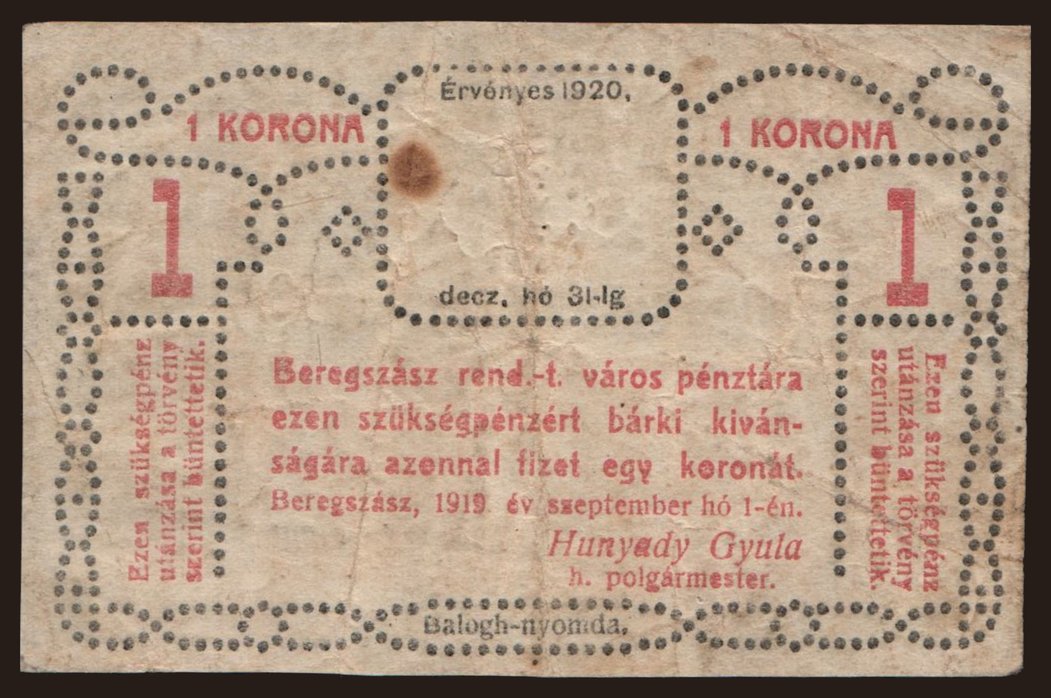 Érvényes 1920,
1 KORONA
1 KORONA
1
1
decz. hó 31-ig
Ezen szükségpénz
utánzása a törvény
szerint büntettetik.
Beregszász rend.-t. város pénztára
ezen szükségpénzért bárki kiván-
ságára azonnal fizet egy koronát.
Beregszász, 1919 év szeptember hó 1-én.
Hunyady Gyula
h. polgármester.
Ezen szükségpénz
utánzása a törvény
szerint büntettetik.
Balogh-nyomda.